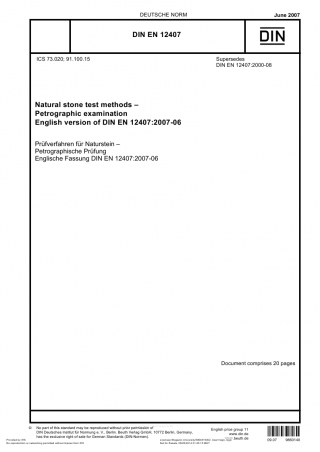 DEUTSCHE NORM
June 2007
DIN EN 12407
DIN
ICS 73.020; 91.100.15
Supersedes
DIN EN 12407:2000-08
Natural stone test methods –
Petrographic examination
English version of DIN EN 12407:2007-06
Prüfverfahren für Naturstein –
Petrographische Prüfung
Englische Fassung DIN EN 12407:2007-06
Document comprises 20 pages
© No part of this standard may be reproduced without prior permission of
DIN Deutsches Institut für Normung e. V., Berlin. Beuth Verlag GmbH, 10772 Berlin, Germany,
has the exclusive right of sale for German Standards (DIN-Normen).
English price group 11
www.din.de
www.beuth.de